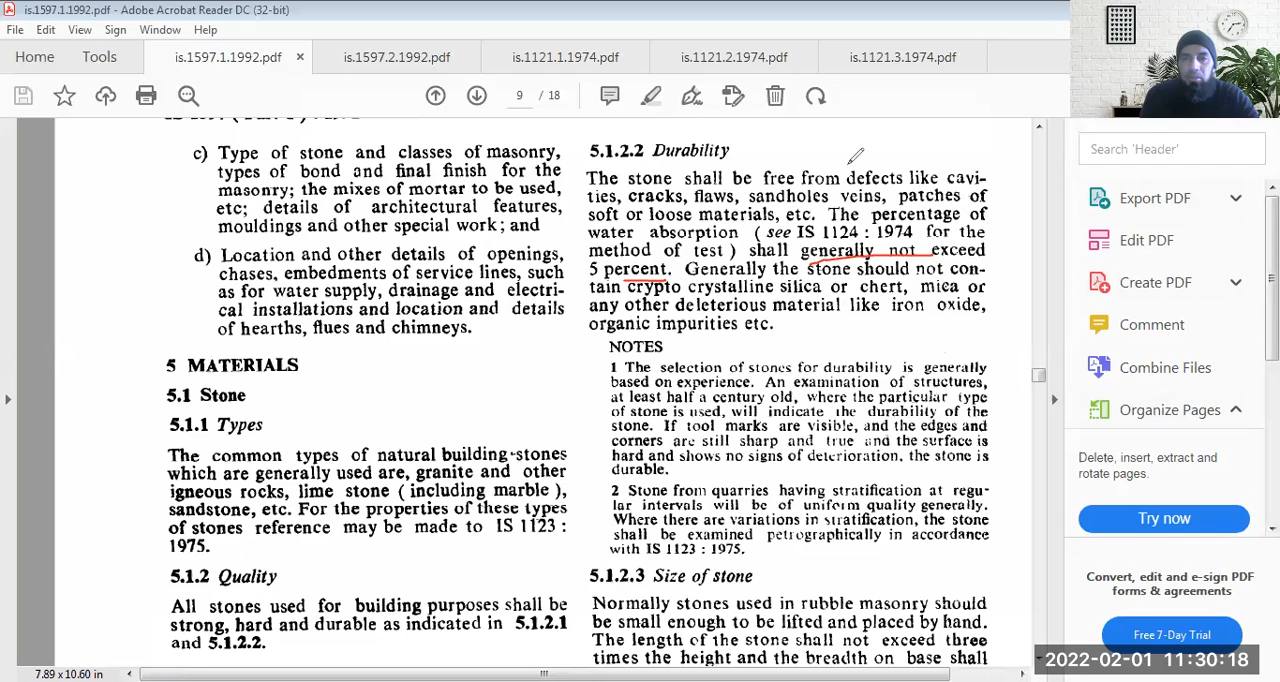 is.1597.1.1992.pdf - Adobe Acrobat Reader DC (32-bit)
File Edit View Sign Window Help
Home Tools is.1597.1.1992.pdf × is.1597.2.1992.pdf is.1121.1.1974.pdf is.1121.2.1974.pdf is.1121.3.1974.pdf
9 / 18
c) Type of stone and classes of masonry,
types of bond and final finish for the
masonry; the mixes of mortar to be used,
etc; details of architectural features,
mouldings and other special work; and
d) Location and other details of openings,
chases, embedments of service lines, such
as for water supply, drainage and electri-
cal installations and location and details
of hearths, flues and chimneys.
5 MATERIALS
5.1 Stone
5.1.1 Types
The common types of natural building-stones
which are generally used are, granite and other
igneous rocks, lime stone ( including marble ),
sandstone, etc. For the properties of these types
of stones reference may be made to IS 1123 :
1975.
5.1.2 Quality
All stones used for building purposes shall be
strong, hard and durable as indicated in 5.1.2.1
and 5.1.2.2.
5.1.2.2 Durability
The stone shall be free from defects like cavi-
ties, cracks, flaws, sandholes veins, patches of
soft or loose materials, etc. The percentage of
water absorption ( see IS 1124 : 1974 for the
method of test ) shall generally not exceed
5 percent. Generally the stone should not con-
tain crypto crystalline silica or chert, mica or
any other deleterious material like iron oxide,
organic impurities etc.
NOTES
1 The selection of stones for durability is generally
based on experience. An examination of structures,
at least half a century old, where the particular type
of stone is used, will indicate the durability of the
stone. If tool marks are visible, and the edges and
corners are still sharp and true and the surface is
hard and shows no signs of deterioration, the stone is
durable.
2 Stone from quarries having stratification at regu-
lar intervals will be of uniform quality generally.
Where there are variations in stratification, the stone
shall be examined petrographically in accordance
with IS 1123 : 1975.
5.1.2.3 Size of stone
Normally stones used in rubble masonry should
be small enough to be lifted and placed by hand.
The length of the stone shall not exceed three
times the height and the breadth on base shall
Search 'Header'
Export PDF
Edit PDF
Create PDF
Comment
Combine Files
Organize Pages
Delete, insert, extract and
rotate pages.
Try now
Convert, edit and e-sign PDF
forms & agreements
Free 7-Day Trial
7.89 x 10.60 in
2022-02-01 11:30:18